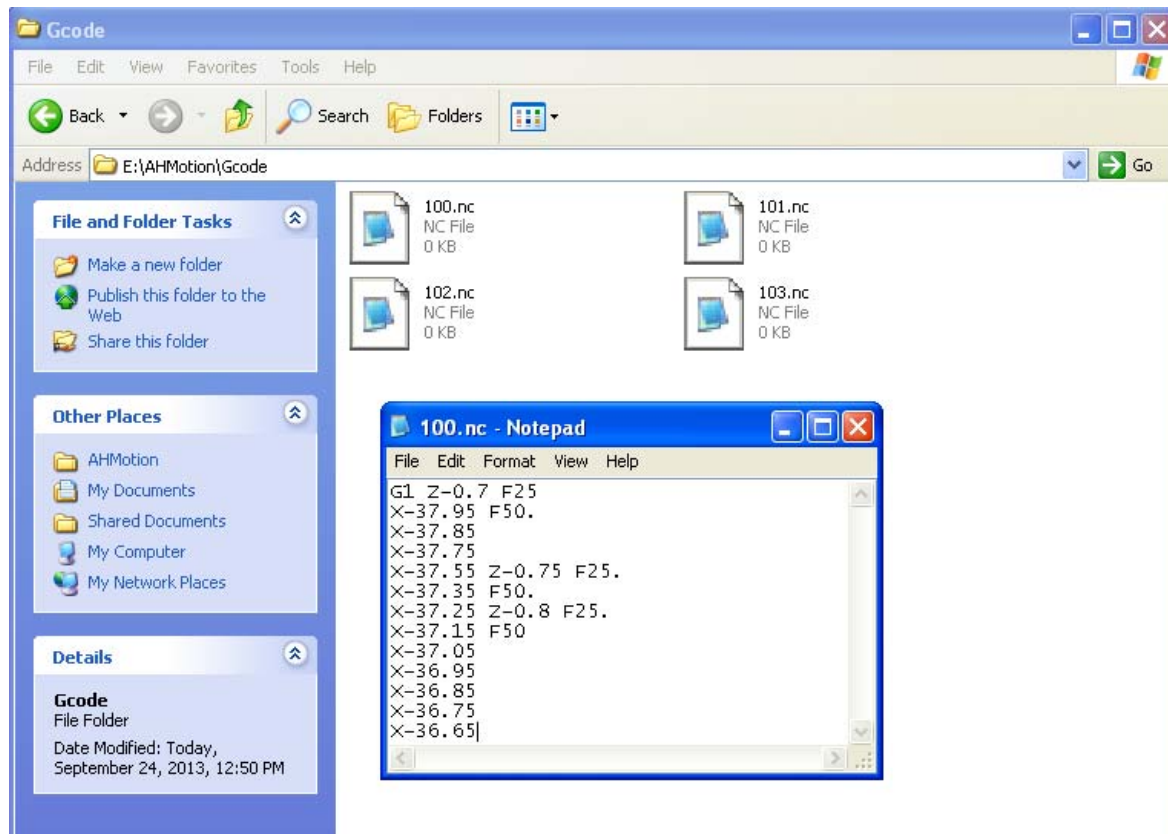 Gcode
File Edit View Favorites Tools Help
Back Search Folders
Address E:\AHMotion\Gcode Go
File and Folder Tasks
Make a new folder
Publish this folder to the
Web
Share this folder
Other Places
AHMotion
My Documents
Shared Documents
My Computer
My Network Places
Details
Gcode
File Folder
Date Modified: Today,
September 24, 2013, 12:50 PM
100.nc
NC File
0 KB
101.nc
NC File
0 KB
102.nc
NC File
0 KB
103.nc
NC File
0 KB
100.nc - Notepad
File Edit Format View Help
G1 Z-0.7 F25
X-37.95 F50.
X-37.85
X-37.75
X-37.55 Z-0.75 F25.
X-37.35 F50.
X-37.25 Z-0.8 F25.
X-37.15 F50
X-37.05
X-36.95
X-36.85
X-36.75
X-36.65